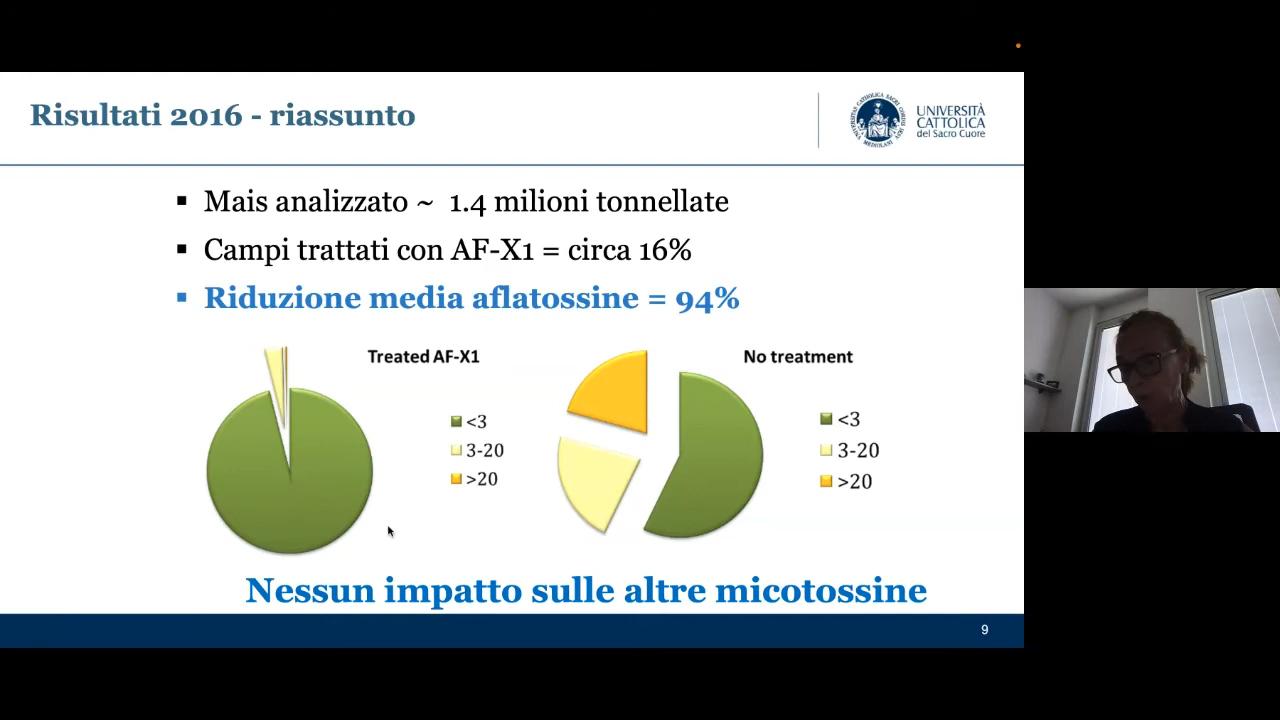 Risultati 2016 - riassunto
UNIVERSITÀ
CATTOLICA
del Sacro Cuore
▪ Mais analizzato ~ 1.4 milioni tonnellate
▪ Campi trattati con AF-X1 = circa 16%
▪ Riduzione media aflatossine = 94%
Treated AF-X1
<3
3-20
>20
No treatment
<3
3-20
>20
Nessun impatto sulle altre micotossine
9